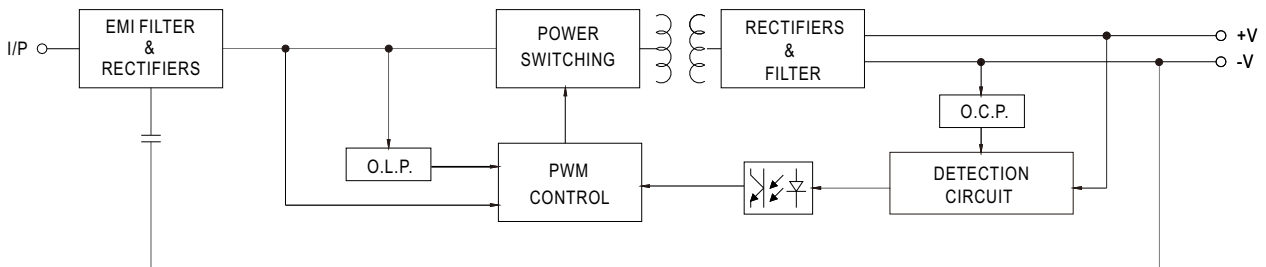 I/P
EMI FILTER
&
RECTIFIERS
POWER
SWITCHING
RECTIFIERS
&
FILTER
+V
-V
O.C.P.
O.L.P.
PWM
CONTROL
DETECTION
CIRCUIT